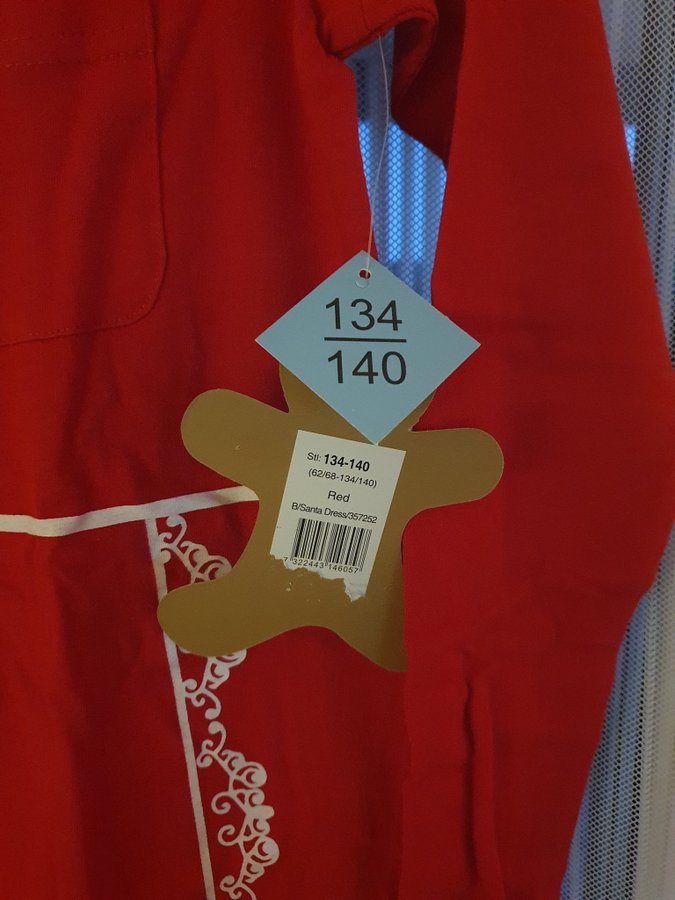 134
140
Stl: 134-140
(62/68-134/140)
Red
B/Santa Dress/357252
7 322443 146057